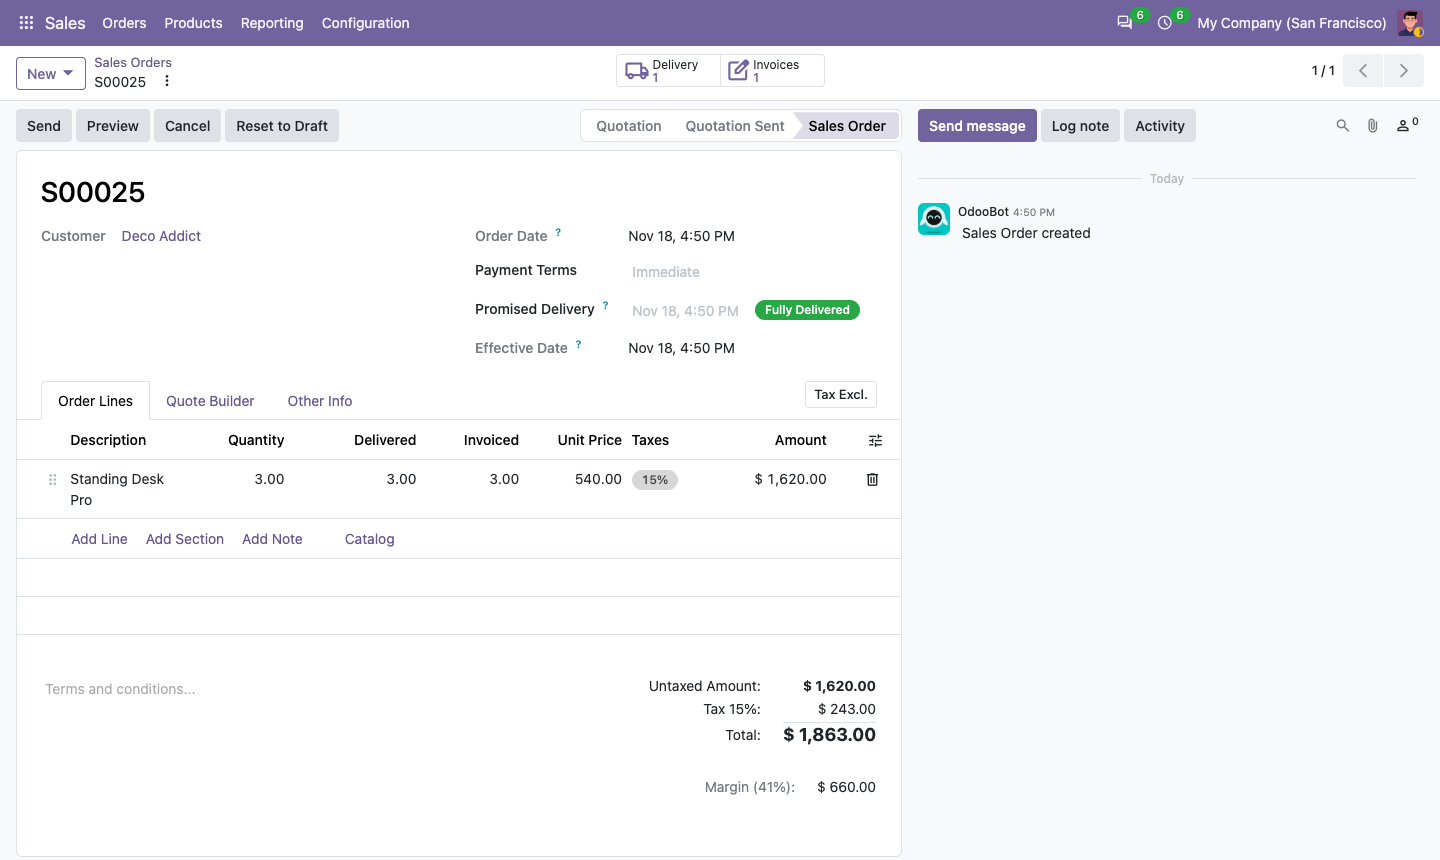 Sales Orders Products Reporting Configuration 6 6 My Company (San Francisco)
New Sales Orders Delivery 1 Invoices 1 1 / 1
S00025
Send Preview Cancel Reset to Draft Quotation Quotation Sent Sales Order Send message Log note Activity 0
Today
S00025
OdooBot 4:50 PM
Sales Order created
Customer Deco Addict Order Date ? Nov 18, 4:50 PM
Payment Terms Immediate
Promised Delivery ? Nov 18, 4:50 PM Fully Delivered
Effective Date ? Nov 18, 4:50 PM
Order Lines Quote Builder Other Info Tax Excl.
Description Quantity Delivered Invoiced Unit Price Taxes Amount
Standing Desk 3.00 3.00 3.00 540.00 15% $ 1,620.00
Pro
Add Line Add Section Add Note Catalog
Terms and conditions... Untaxed Amount: $ 1,620.00
Tax 15%: $ 243.00
Total: $ 1,863.00
Margin (41%): $ 660.00